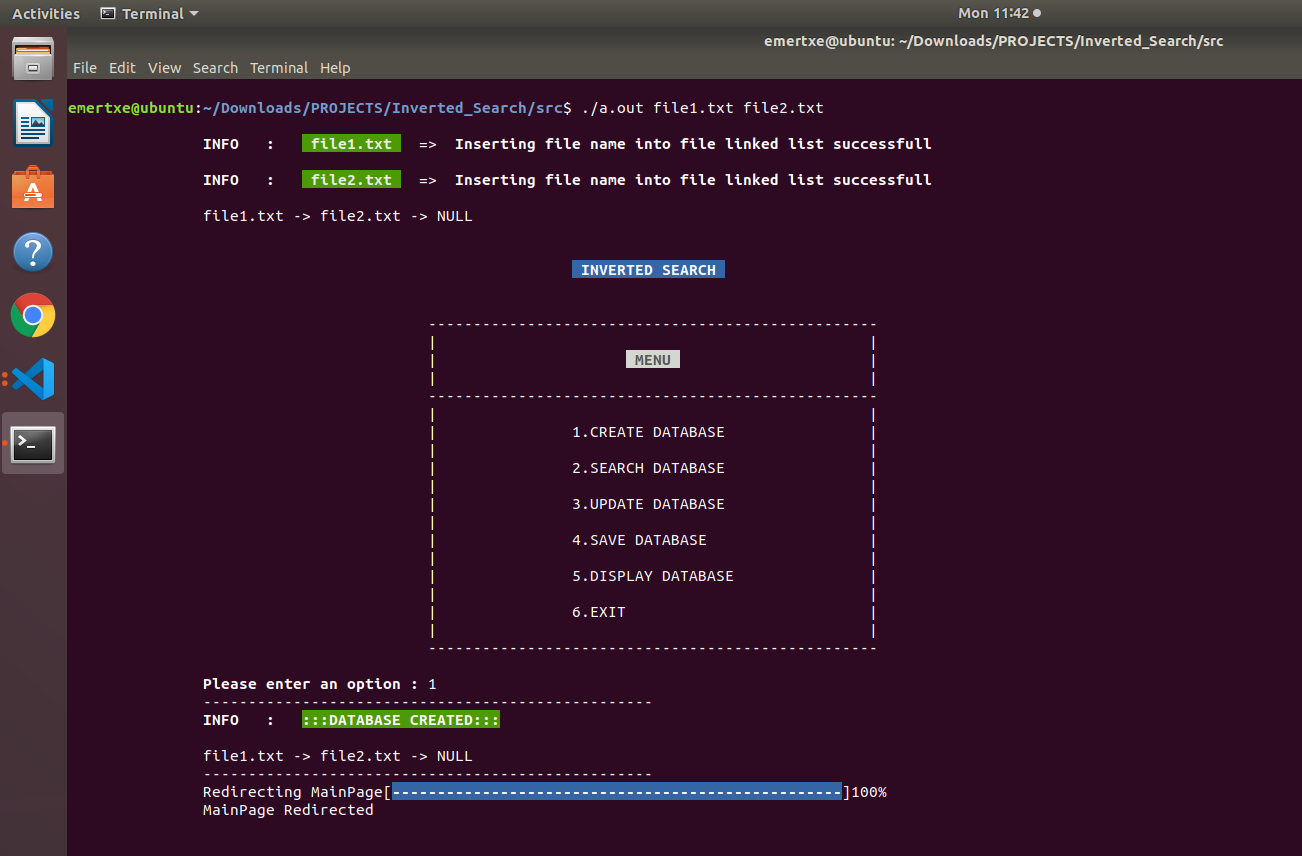 Activities Terminal Mon 11:42
emertxe@ubuntu: ~/Downloads/PROJECTS/Inverted_Search/src
File Edit View Search Terminal Help
emertxe@ubuntu:~/Downloads/PROJECTS/Inverted_Search/src$ ./a.out file1.txt file2.txt
INFO : file1.txt => Inserting file name into file linked list successfull
INFO : file2.txt => Inserting file name into file linked list successfull
file1.txt -> file2.txt -> NULL
INVERTED SEARCH
MENU
1.CREATE DATABASE
2.SEARCH DATABASE
3.UPDATE DATABASE
4.SAVE DATABASE
5.DISPLAY DATABASE
6.EXIT
Please enter an option : 1
INFO : :::DATABASE CREATED:::
file1.txt -> file2.txt -> NULL
Redirecting MainPage[--------------------------------------------------]100%
MainPage Redirected